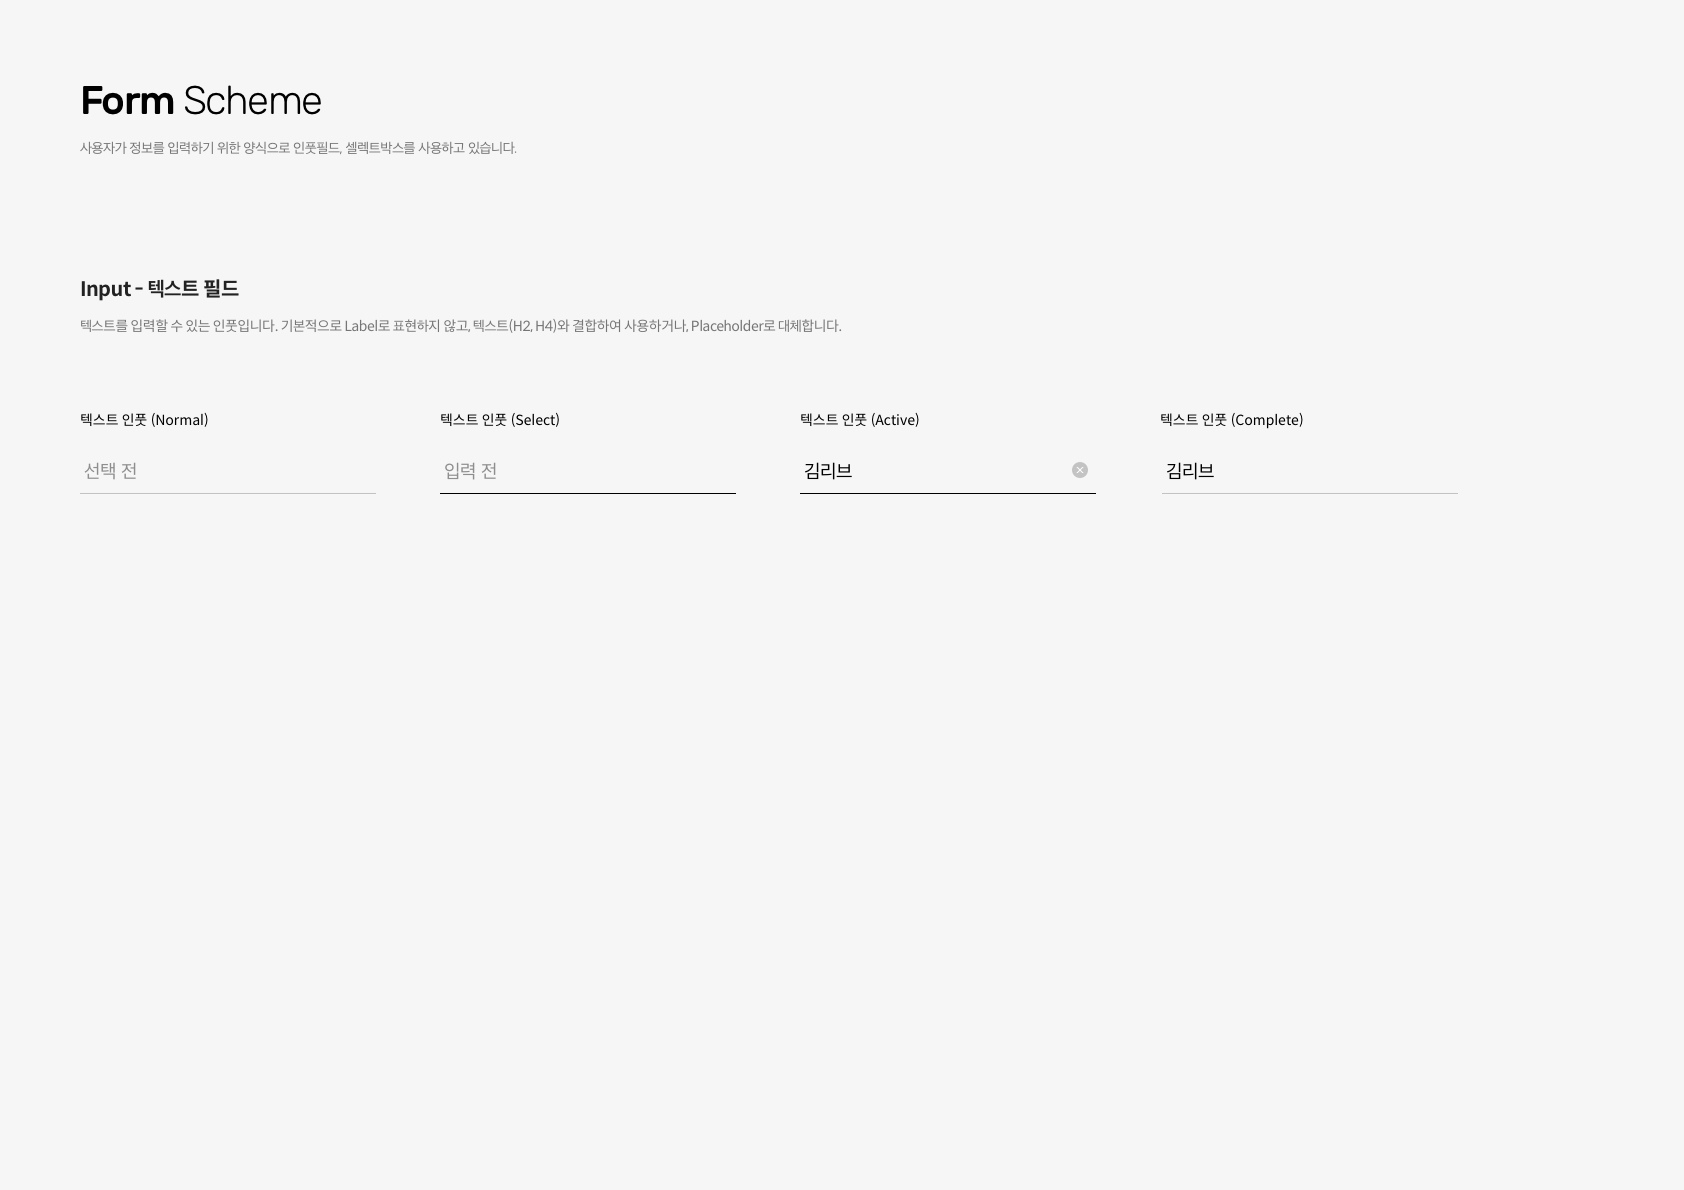 Form Scheme
사용자가 정보를 입력하기 위한 양식으로 인풋필드, 셀렉트박스를 사용하고 있습니다.
Input - 텍스트 필드
텍스트를 입력할 수 있는 인풋입니다. 기본적으로 Label로 표현하지 않고, 텍스트(H2, H4)와 결합하여 사용하거나, Placeholder로 대체합니다.
텍스트 인풋 (Normal)
텍스트 인풋 (Select)
텍스트 인풋 (Active)
텍스트 인풋 (Complete)
선택 전
입력 전
김리브
김리브